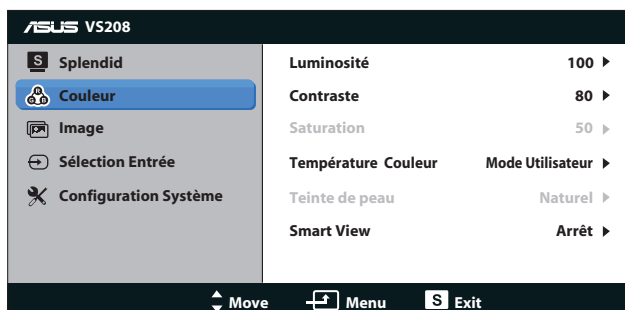 ASUS VS208
S Splendid
Couleur
Image
Sélection Entrée
Configuration Système
Luminosité 100
Contraste 80
Saturation 50
Température Couleur Mode Utilisateur
Teinte de peau Naturel
Smart View Arrêt
Move Menu S Exit